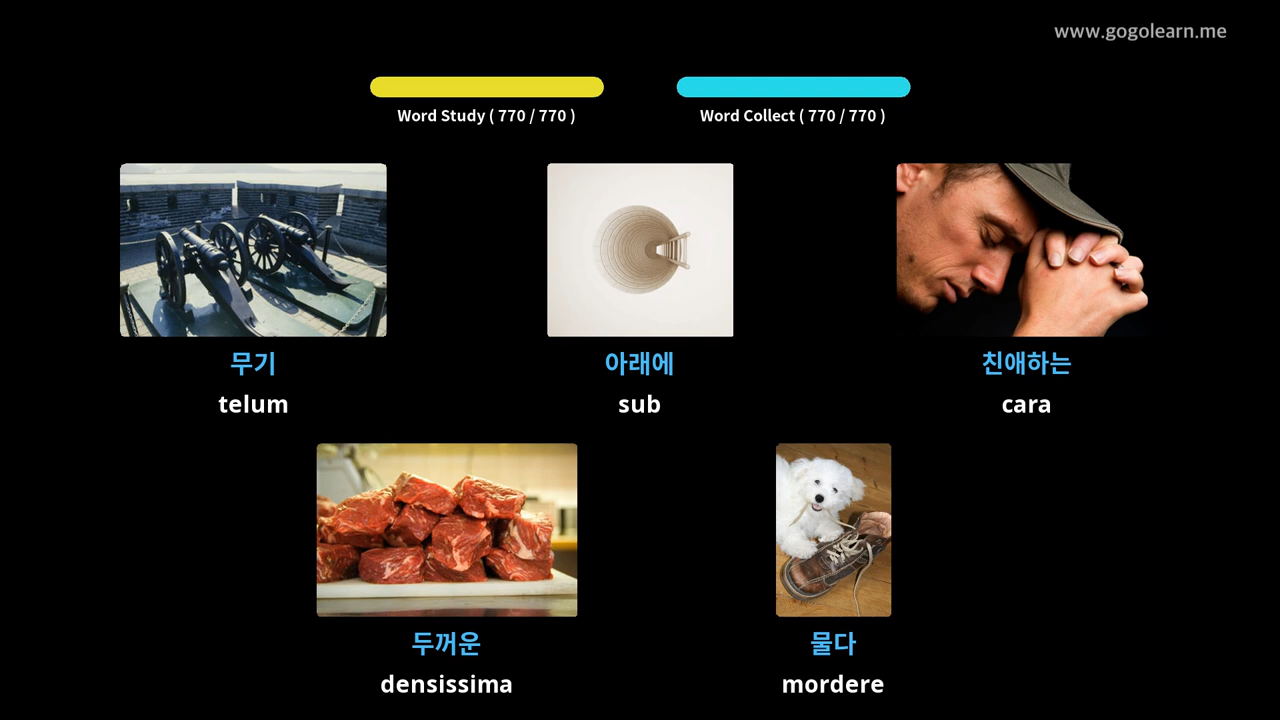 www.gogolearn.me
Word Study ( 770 / 770 )
Word Collect ( 770 / 770 )
무기
telum
아래에
sub
친애하는
cara
두꺼운
densissima
물다
mordere